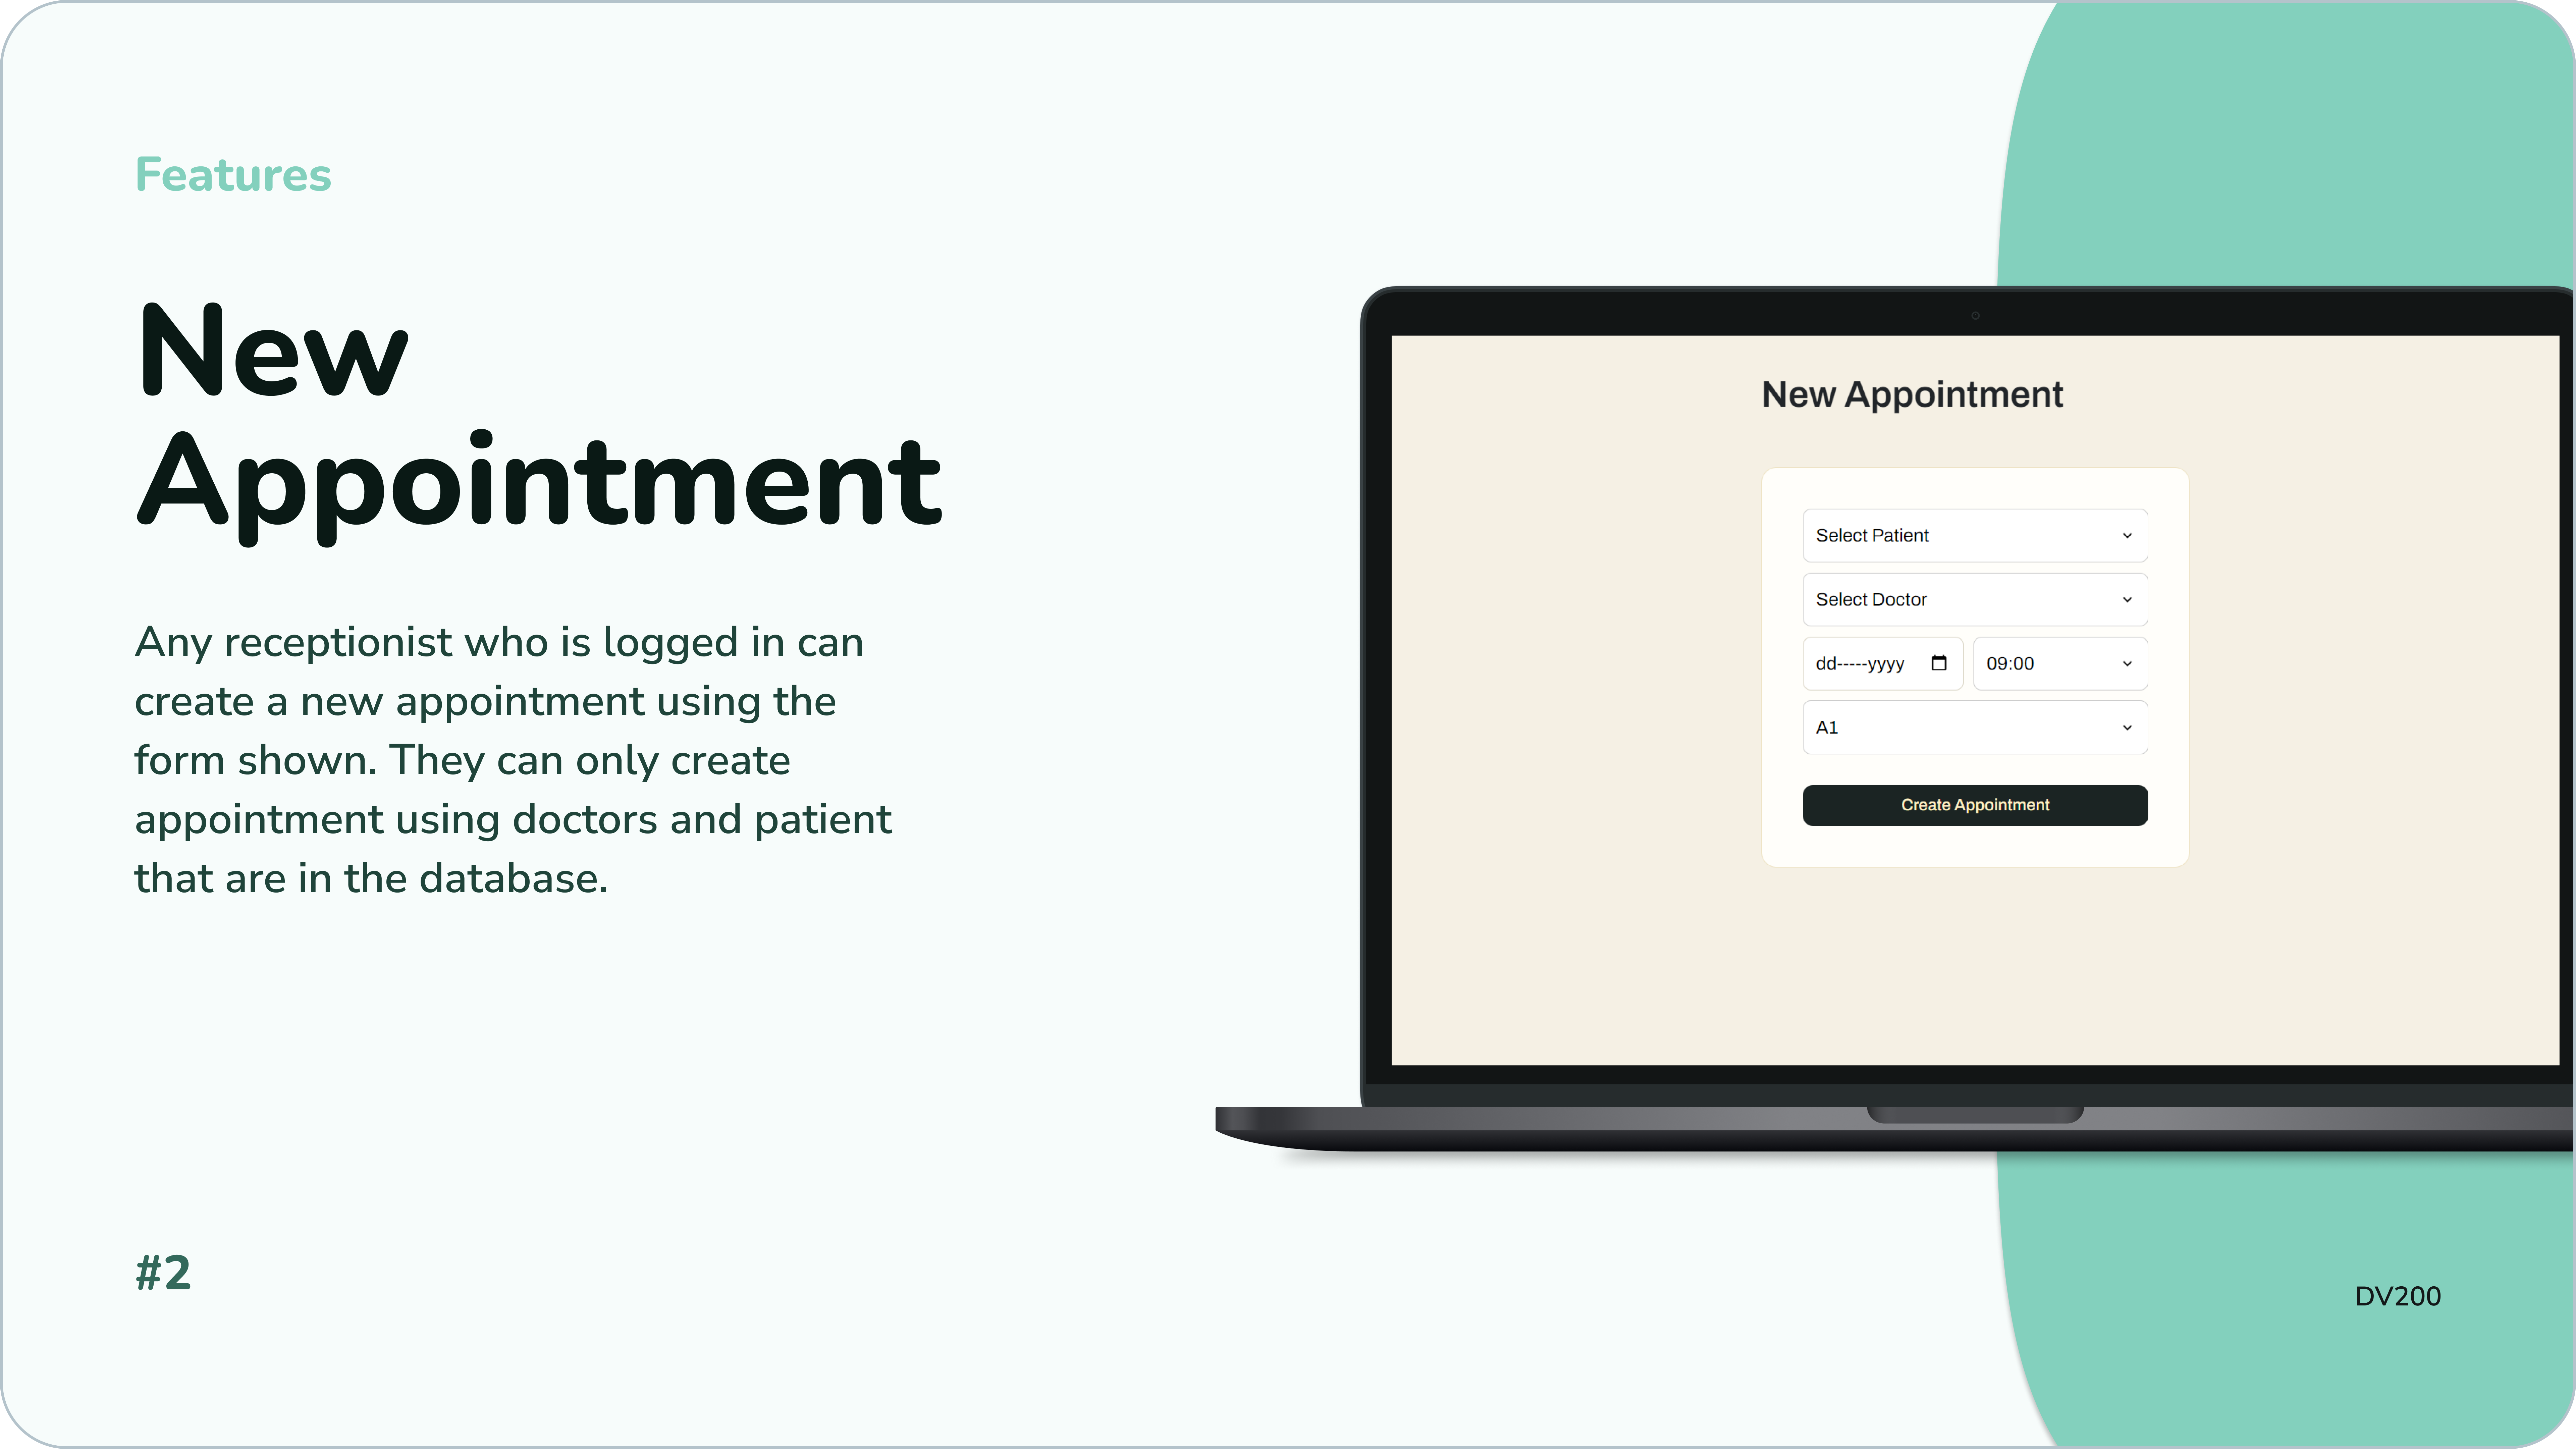 Features
New
Appointment
Any receptionist who is logged in can
create a new appointment using the
form shown. They can only create
appointment using doctors and patient
that are in the database.
#2
New Appointment
Select Patient
Select Doctor
dd-----yyyy
09:00
A1
Create Appointment
DV200